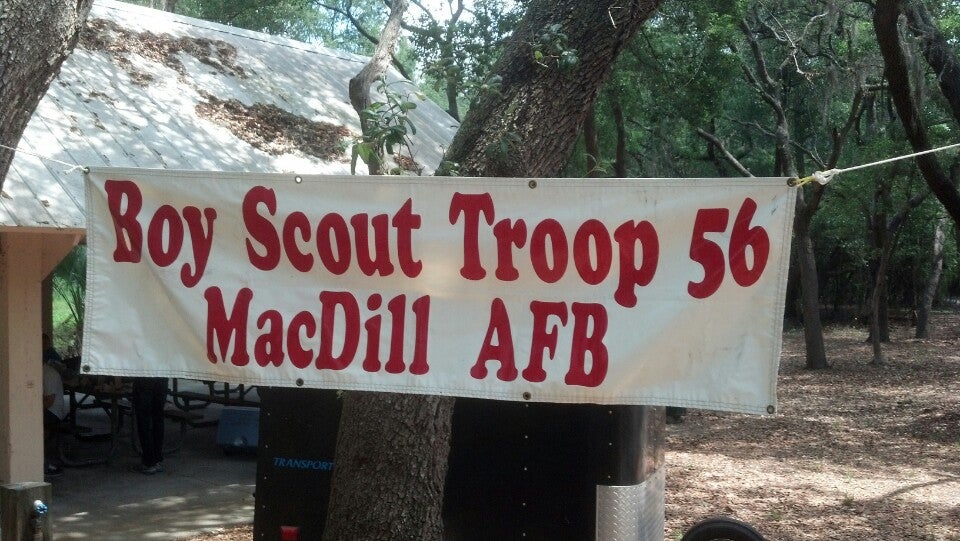 Boy Scout Troop 56
MacDill AFB
TRANSPORT